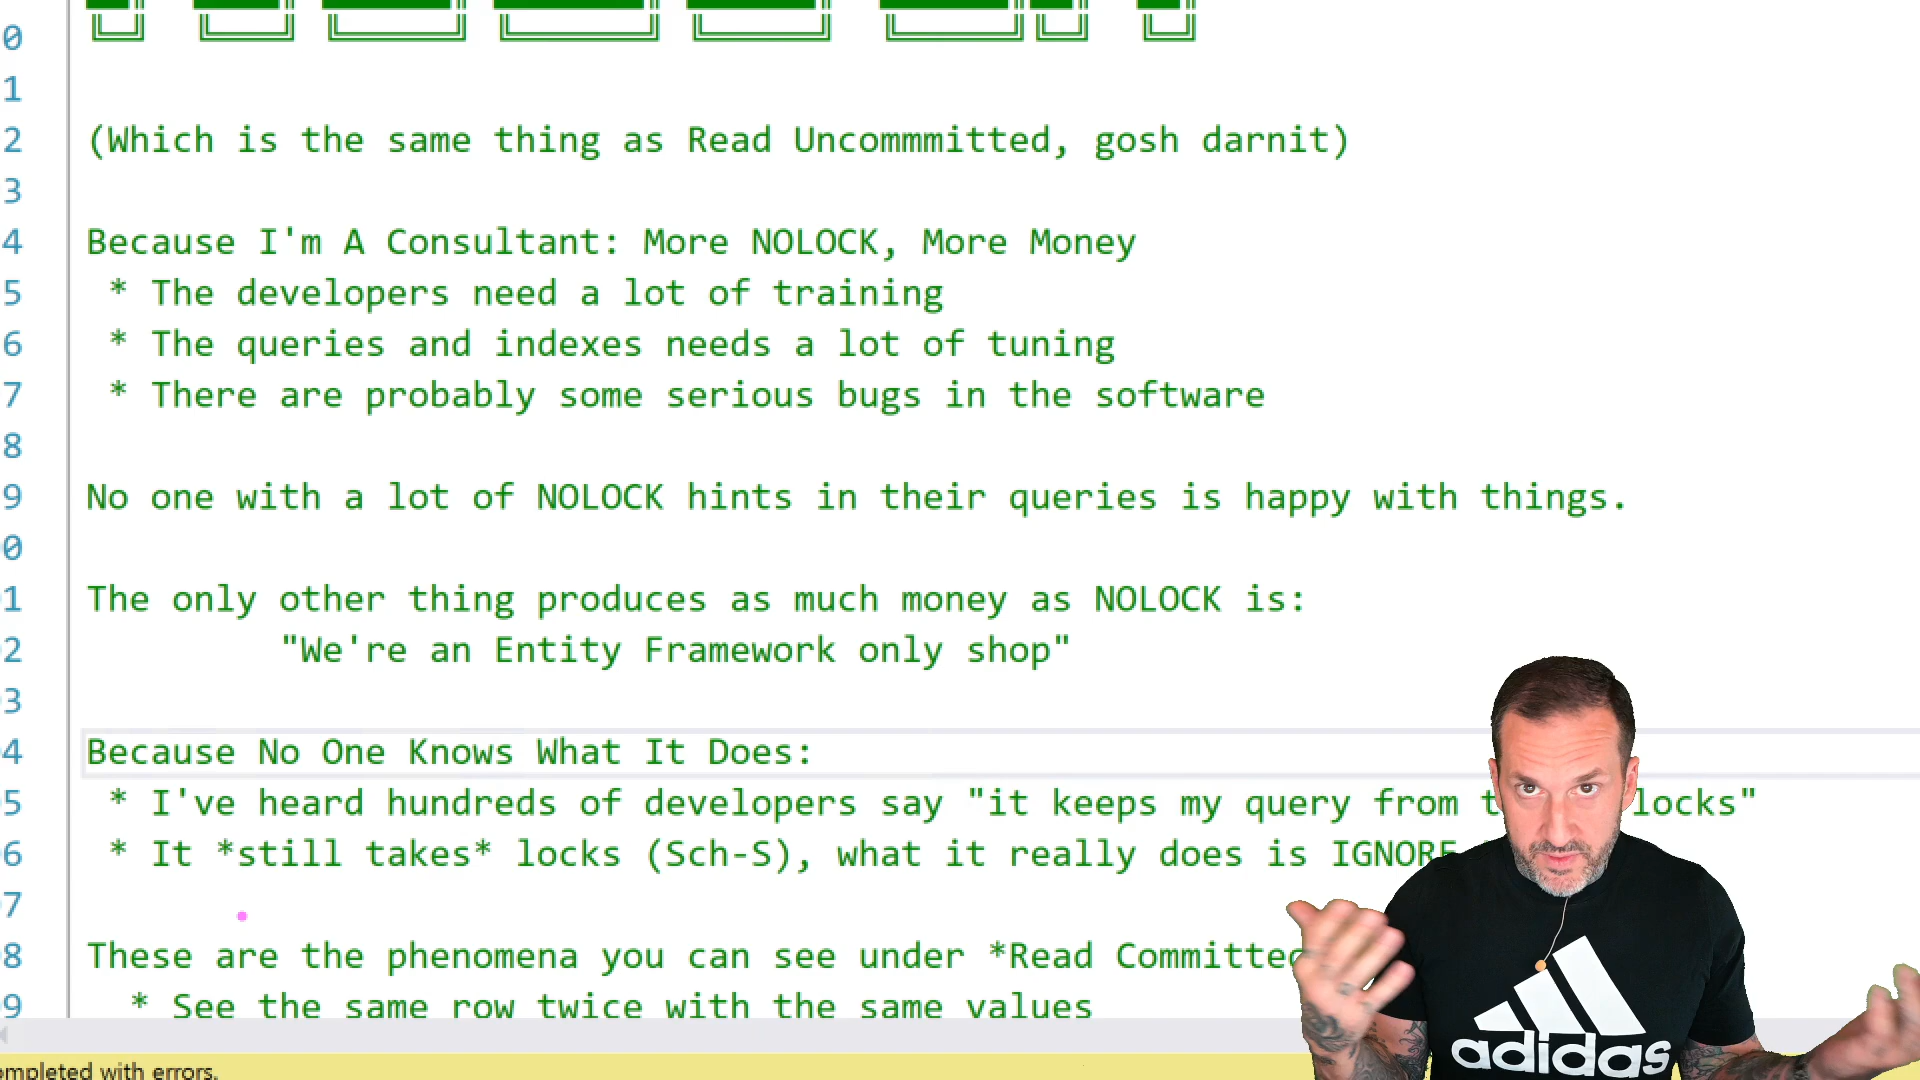 0
1
2 (Which is the same thing as Read Uncommmitted, gosh darnit)
3
4 Because I'm A Consultant: More NOLOCK, More Money
5 * The developers need a lot of training
6 * The queries and indexes needs a lot of tuning
7 * There are probably some serious bugs in the software
8
9 No one with a lot of NOLOCK hints in their queries is happy with things.
0
1 The only other thing produces as much money as NOLOCK is:
2 "We're an Entity Framework only shop"
3
4 Because No One Knows What It Does:
5 * I've heard hundreds of developers say "it keeps my query from locks"
6 * It *still takes* locks (Sch-S), what it really does is
7
8 These are the phenomena you can see under *Read Committed
9 * See the same row twice with the same values
with errors.
adidas